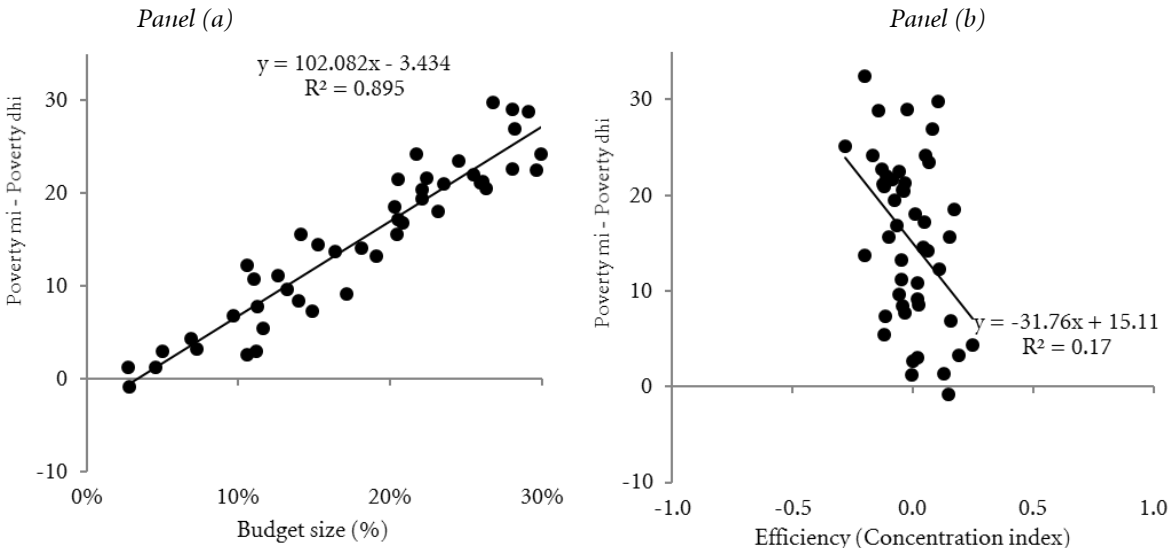 Panel (a)
y = 102.082x - 3.434
R² = 0.895
Poverty mi - Poverty dhi
30
20
10
0
-10
0%
10%
20%
30%
Budget size (%)
Panel (b)
Poverty mi - Poverty dhi
30
20
10
0
-10
y = -31.76x + 15.11
R² = 0.17
-1.0
-0.5
0.0
0.5
1.0
Efficiency (Concentration index)